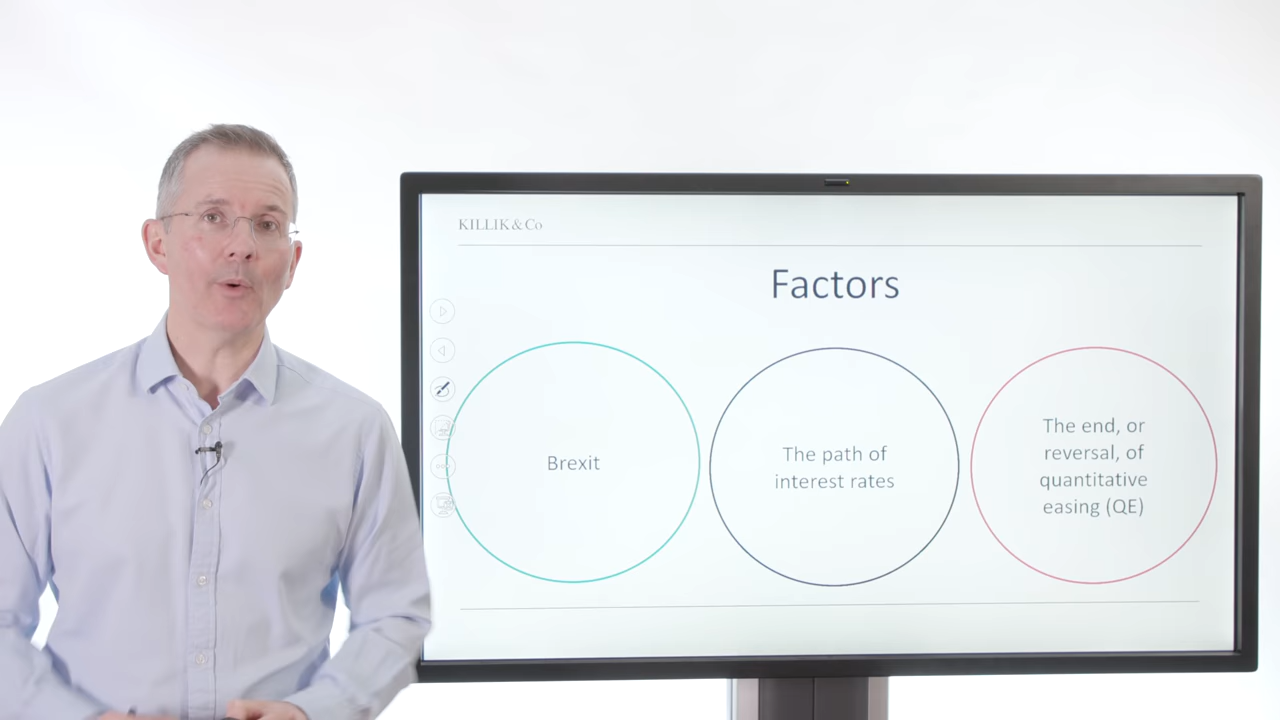 KILLIK & Co
Factors
Brexit
The path of
interest rates
The end, or
reversal, of
quantitative
easing (QE)